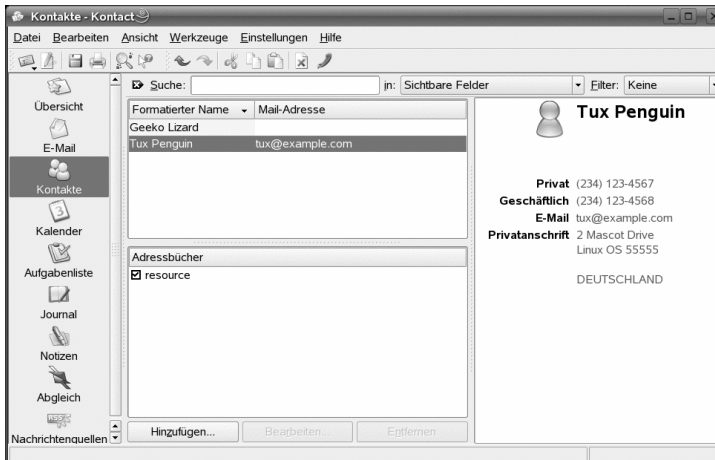 Kakte - Kontact
Datei Bearbeiten Ansicht Werkzeuge Einstellungen Hilfe
Suche: in: Sichtbare Felder Filter: Keine
Übersicht
E-Mail
Kontakte
3
Kalender
Aufgabenliste
Journal
Notizen
Abgleich
RSS
Nachrichtenquellen
Formatierter Name Mail-Adresse
Geeko Lizard
Tux Penguin tux@example.com
Adressbücher
resource
Hinzufügen... Bearbeiten... Entfernen
Tux Penguin
Privat (234) 123-4567
Geschäftlich (234) 123-4568
E-Mail tux@example.com
Privatanschrift 2 Mascot Drive
Linux OS 55555
DEUTSCHLAND